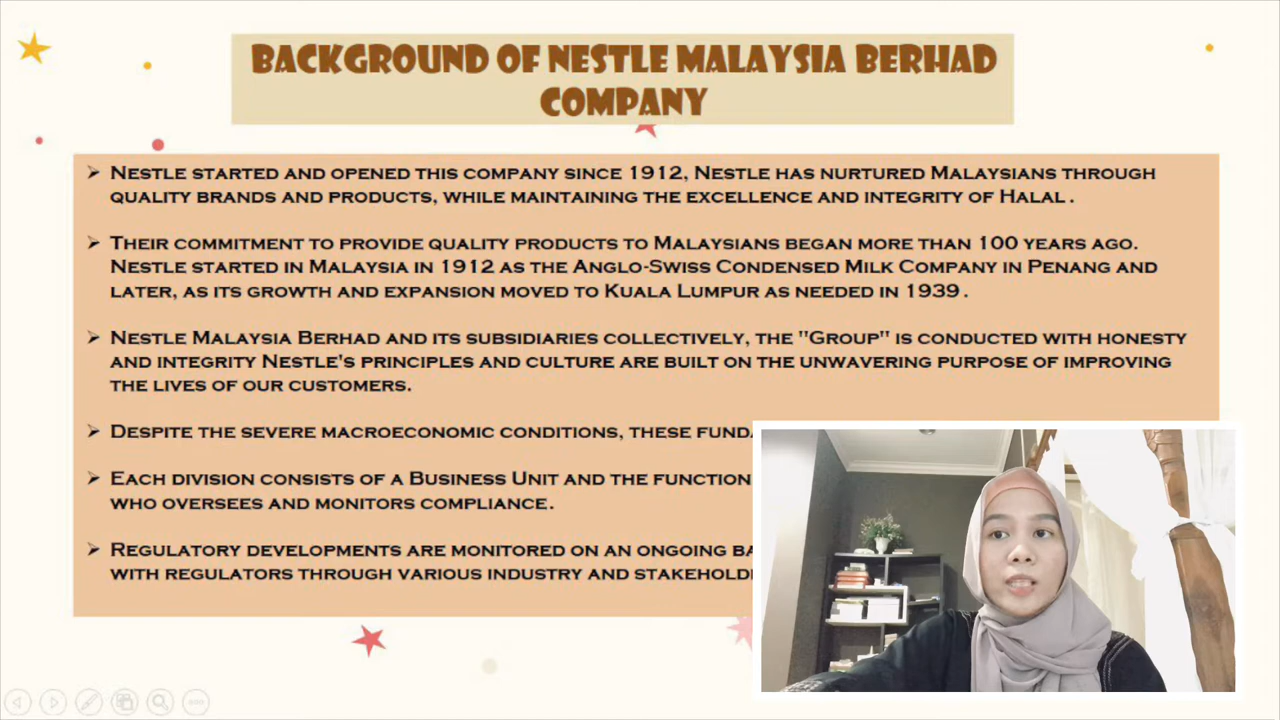 BACKGROUND OF NESTLE MALAYSIA BERHAD
COMPANY
➢ NESTLE STARTED AND OPENED THIS COMPANY SINCE 1912, NESTLE HAS NURTURED MALAYSIANS THROUGH
QUALITY BRANDS AND PRODUCTS, WHILE MAINTAINING THE EXCELLENCE AND INTEGRITY OF HALAL .
➢ THEIR COMMITMENT TO PROVIDE QUALITY PRODUCTS TO MALAYSIANS BEGAN MORE THAN 100 YEARS AGO.
NESTLE STARTED IN MALAYSIA IN 1912 AS THE ANGLO-SWISS CONDENSED MILK COMPANY IN PENANG AND
LATER, AS ITS GROWTH AND EXPANSION MOVED TO KUALA LUMPUR AS NEEDED IN 1939 .
➢ NESTLE MALAYSIA BERHAD AND ITS SUBSIDIARIES COLLECTIVELY, THE "GROUP" IS CONDUCTED WITH HONESTY
AND INTEGRITY NESTLE'S PRINCIPLES AND CULTURE ARE BUILT ON THE UNWAVERING PURPOSE OF IMPROVING
THE LIVES OF OUR CUSTOMERS.
➢ DESPITE THE SEVERE MACROECONOMIC CONDITIONS, THESE
➢ EACH DIVISION CONSISTS OF A BUSINESS UNIT AND THE FUNCTION
WHO OVERSEES AND MONITORS COMPLIANCE.
➢ REGULATORY DEVELOPMENTS ARE MONITORED ON AN ONGOING
WITH REGULATORS THROUGH VARIOUS INDUSTRY AND